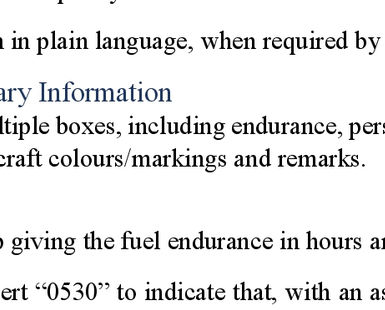 in plain language, when required by
ary Information
ltiple boxes, including endurance, pers
craft colours/markings and remarks.
giving the fuel endurance in hours a
ert “0530” to indicate that, with an as